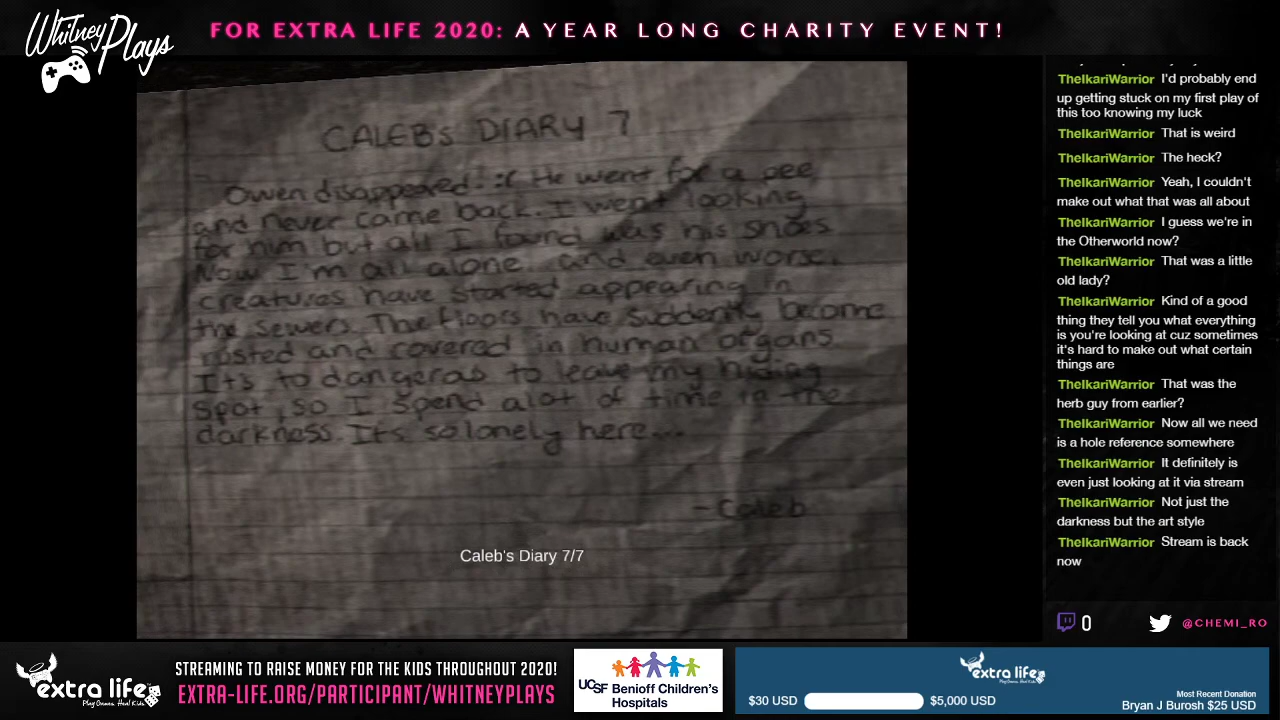 Whitney Plays
FOR EXTRA LIFE 2020: A YEAR LONG CHARITY EVENT!
CALEB's DIARY 7
Owen disappeared. :( He went for a pee
and never came back. I went looking
for him but all I found was his shoes.
Now I'm all alone and even worse,
creatures have started appearing in
the sewers. The floors have suddently become
rusted and covered in human organs.
It's to dangeras to leave my hiding
spot, so I spend alot of time in the
darkness. It so lonely here...
-Caleb
Caleb's Diary 7/7
TheIkariWarrior I'd probably end
up getting stuck on my first play of
this too knowing my luck
TheIkariWarrior That is weird
TheIkariWarrior The heck?
TheIkariWarrior Yeah, I couldn't
make out what that was all about
TheIkariWarrior I guess we're in
the Otherworld now?
TheIkariWarrior That was a little
old lady?
TheIkariWarrior Kind of a good
thing they tell you what everything
is you're looking at cuz sometimes
it's hard to make out what certain
things are
TheIkariWarrior That was the
herb guy from earlier?
TheIkariWarrior Now all we need
is a hole reference somewhere
TheIkariWarrior It definitely is
even just looking at it via stream
TheIkariWarrior Not just the
darkness but the art style
TheIkariWarrior Stream is back
now
0
@CHEMI_RO
extra life
Play Games. Heal Kids.
STREAMING TO RAISE MONEY FOR THE KIDS THROUGHOUT 2020!
EXTRA-LIFE.ORG/PARTICIPANT/WHITNEYPLAYS
UCSF Benioff Children's
Hospitals
extra life
Play Games. Heal Kids.
$30 USD
$5,000 USD
Most Recent Donation
Bryan J Burosh $25 USD